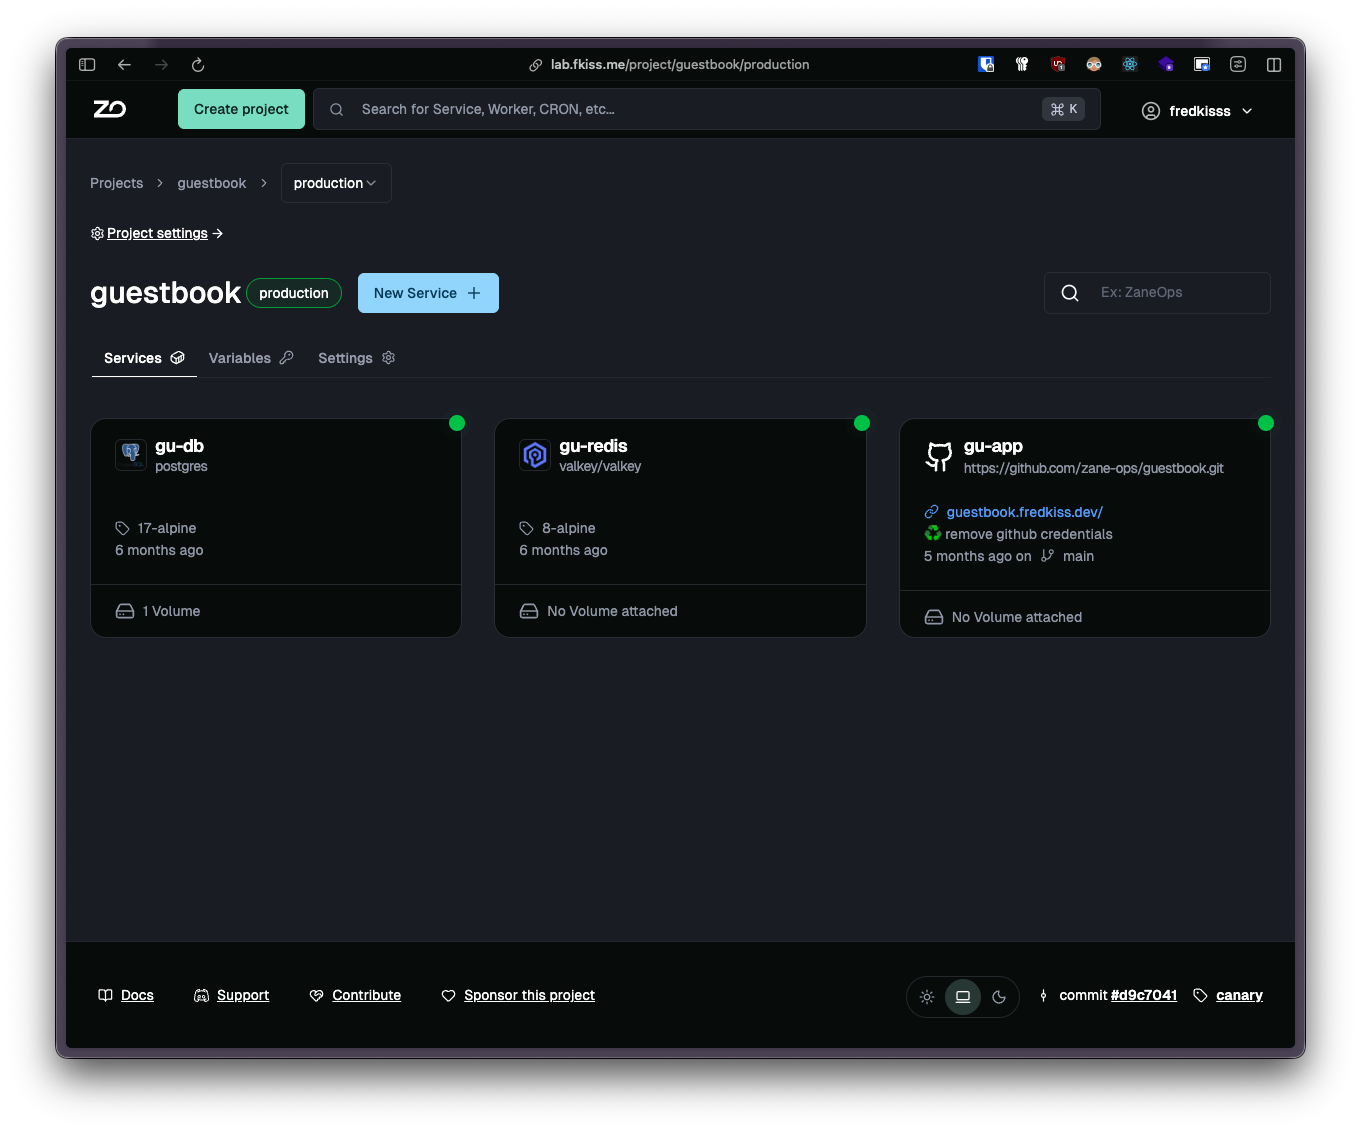 lab.fkiss.me/project/guestbook/production
ZO
Create project
Search for Service, Worker, CRON, etc...
⌘ K
fredkisss
Projects
guestbook
production
Project settings
guestbook
production
New Service
Ex: ZaneOps
Services
Variables
Settings
gu-db
postgres
17-alpine
6 months ago
1 Volume
gu-redis
valkey/valkey
8-alpine
6 months ago
No Volume attached
gu-app
https://github.com/zane-ops/guestbook.git
guestbook.fredkiss.dev/
♻️ remove github credentials
5 months ago on main
No Volume attached
Docs
Support
Contribute
Sponsor this project
commit #d9c7041
canary